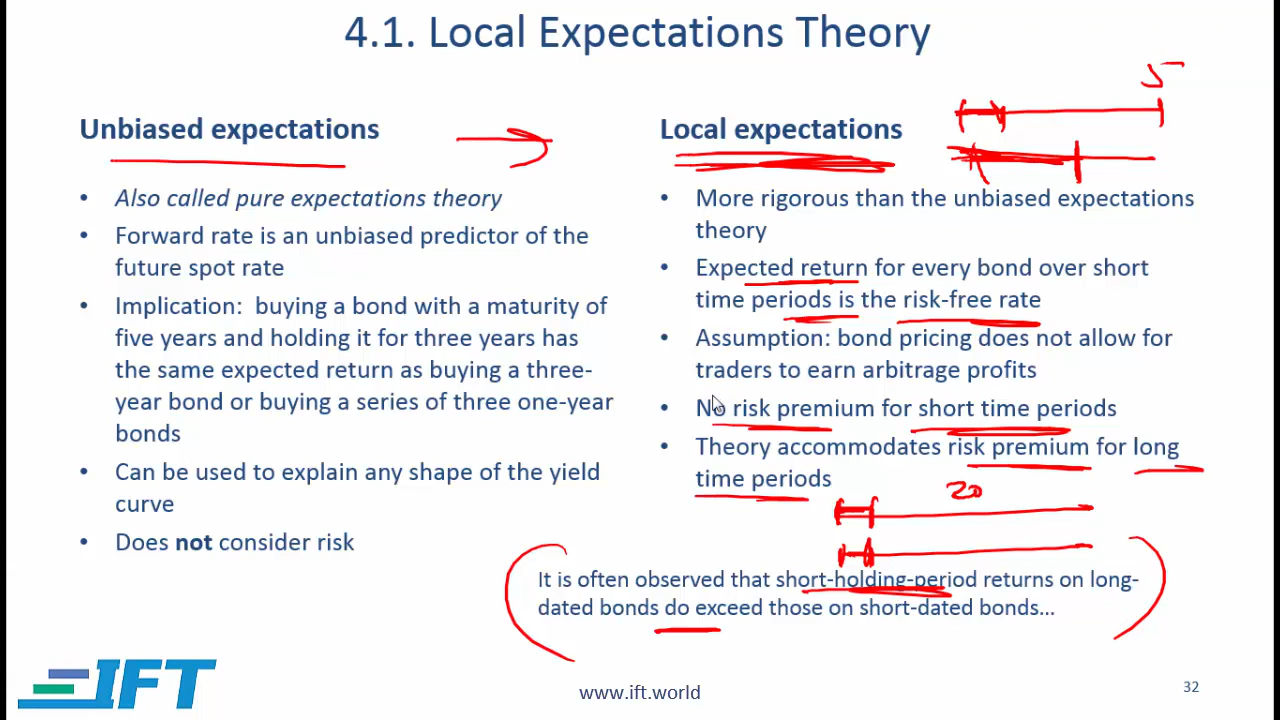 4.1. Local Expectations Theory
5
Unbiased expectations
• Also called pure expectations theory
• Forward rate is an unbiased predictor of the
future spot rate
• Implication: buying a bond with a maturity of
five years and holding it for three years has
the same expected return as buying a three-
year bond or buying a series of three one-year
bonds
• Can be used to explain any shape of the yield
curve
• Does not consider risk
Local expectations
• More rigorous than the unbiased expectations
theory
• Expected return for every bond over short
time periods is the risk-free rate
• Assumption: bond pricing does not allow for
traders to earn arbitrage profits
• No risk premium for short time periods
• Theory accommodates risk premium for long
time periods
20
It is often observed that short-holding-period returns on long-
dated bonds do exceed those on short-dated bonds…
IFT
www.ift.world
32